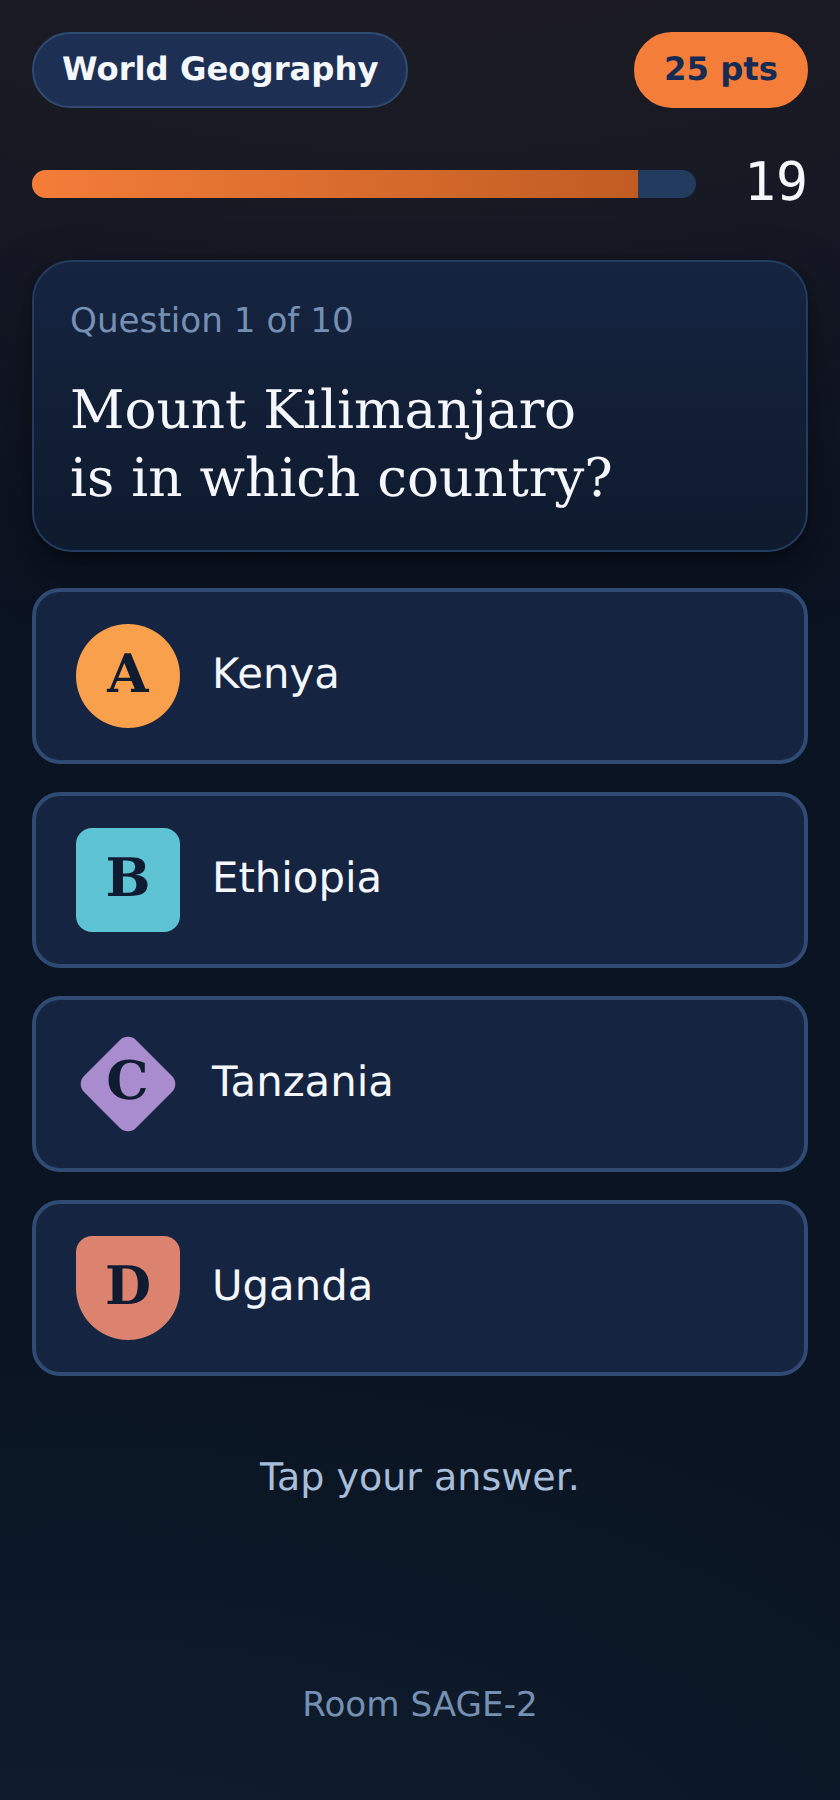 World Geography
25 pts
19
Question 1 of 10
Mount Kilimanjaro
is in which country?
A
Kenya
B
Ethiopia
C
Tanzania
D
Uganda
Tap your answer.
Room SAGE-2